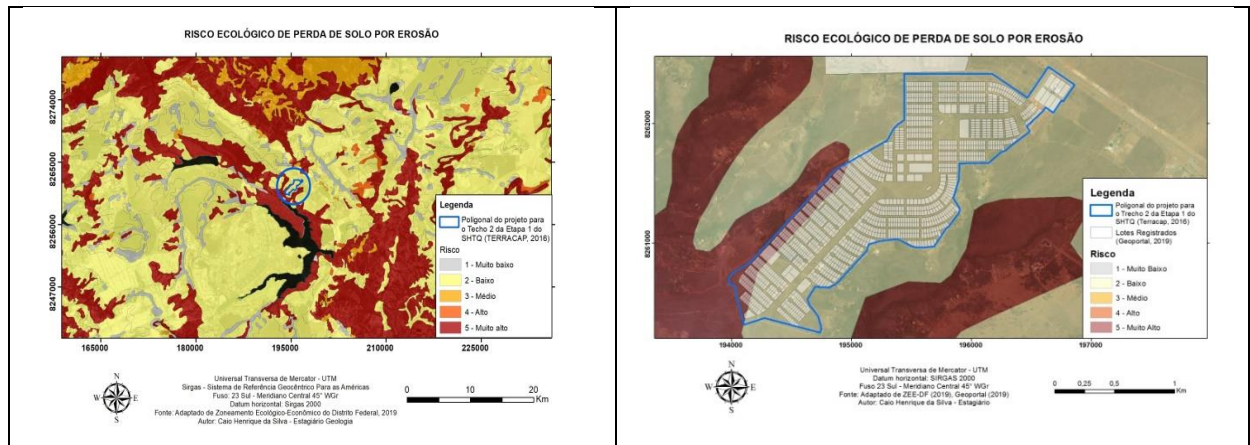 RISCO ECOLÓGICO DE PERDA DE SOLO POR EROSÃO
8274000
8265000
8256000
8247000
165000 180000 195000 210000 225000
Legenda
Poligonal do projeto para
o Techo 2 da Etapa 1 do
SHTQ (TERRACAP, 2016)
Risco
1 - Muito baixo
2 - Baixo
3 - Médio
4 - Alto
5 - Muito alto
N
W E
S
Universal Transversa de Mercator - UTM
Sirgas - Sistema de Referência Geocêntrico Para as Américas
Fuso: 23 Sul - Meridiano Central 45° WGr
Datum horizontal: Sirgas 2000
Fonte: Adaptado de Zoneamento Ecológico-Econômico do Distrito Federal, 2019
Autor: Caio Henrique da Silva - Estagiário Geologia
0 10 20
Km
RISCO ECOLÓGICO DE PERDA DE SOLO POR EROSÃO
8262000
8261000
194000 195000 196000 197000
Legenda
Poligonal do projeto para
o Trecho 2 da Etapa 1 do
SHTQ (Terracap, 2016)
Lotes Registrados
(Geoportal, 2019)
Risco
1 - Muito Baixo
2 - Baixo
3 - Médio
4 - Alto
5 - Muito Alto
N
W E
S
Universal Transversa de Mercator - UTM
Datum horizontal: SIRGAS 2000
Fuso 23 Sul - Meridiano Central 45° WGr
Fonte: Adaptado de ZEE-DF (2019), Geoportal (2019)
Autor: Caio Henrique da Silva - Estagiário
0 0,25 0,5 1
Km